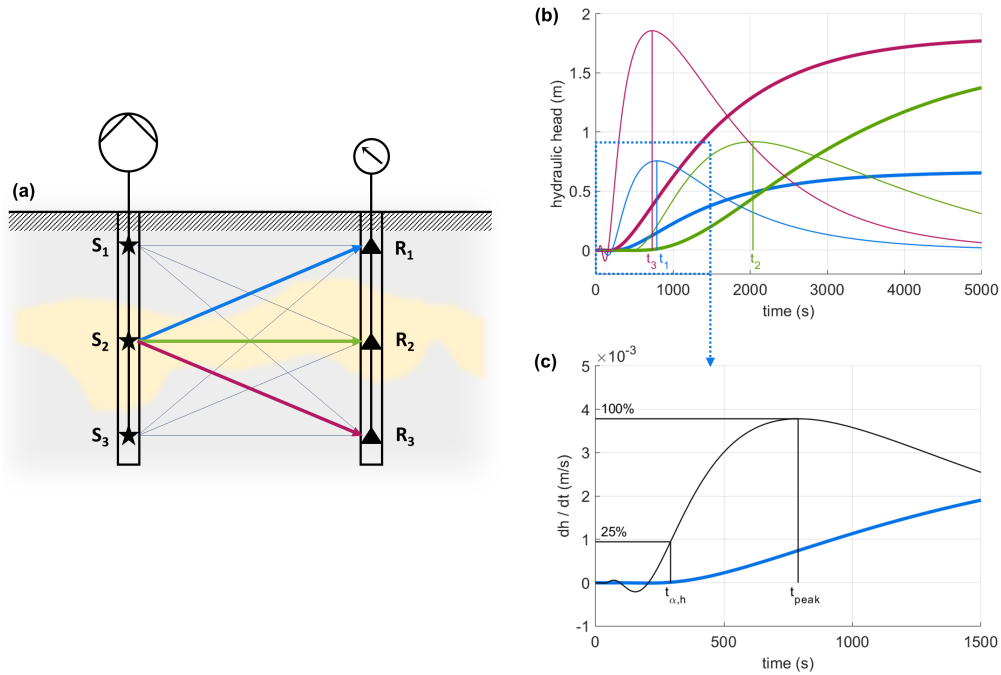 (a)
S1
S2
S3
R1
R2
R3
(b)
hydraulic head (m)
2
1.5
1
0.5
0
t3 t1
t2
0 1000 2000 3000 4000 5000
time (s)
(c)
×10-3
dh / dt (m/s)
5
4
3
2
1
0
-1
100%
25%
tα,h
tpeak
0 500 1000 1500
time (s)